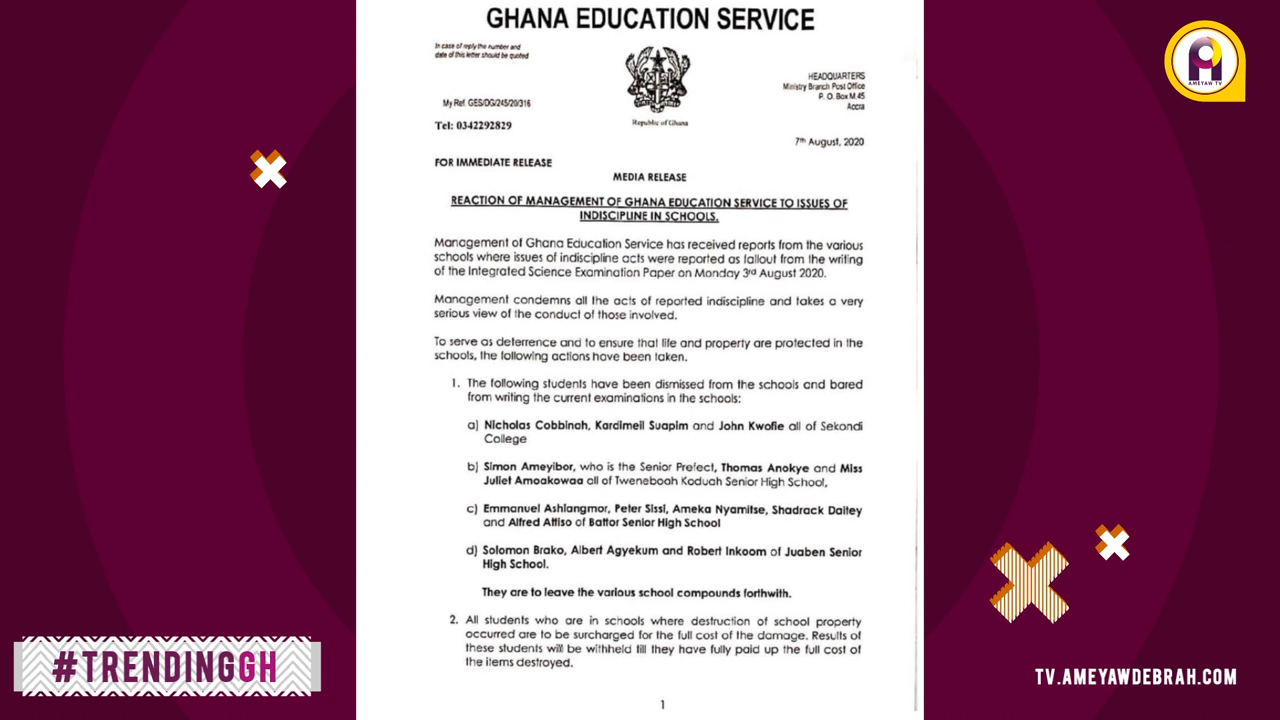 GHANA EDUCATION SERVICE
In case of reply the number and
date of this letter should be quoted
HEADQUARTERS
Ministry Branch Post Office
P. O. Box M.45
Accra
My Ref. GES/DG/245/20/316
Republic of Ghana
Tel: 0342292829
7th August, 2020
FOR IMMEDIATE RELEASE
MEDIA RELEASE
REACTION OF MANAGEMENT OF GHANA EDUCATION SERVICE TO ISSUES OF
INDISCIPLINE IN SCHOOLS.
Management of Ghana Education Service has received reports from the various
schools where issues of indiscipline acts were reported as fallout from the writing
of the Integrated Science Examination Paper on Monday 3rd August 2020.
Management condemns all the acts of reported indiscipline and takes a very
serious view of the conduct of those involved.
To serve as deterrence and to ensure that life and property are protected in the
schools, the following actions have been taken.
1. The following students have been dismissed from the schools and bared
from writing the current examinations in the schools:
a) Nicholas Cobbinah, Kardimeil Suapim and John Kwofie all of Sekondi
College
b) Simon Ameyibor, who is the Senior Prefect, Thomas Anokye and Miss
Juliet Amoakowaa all of Tweneboah Koduah Senior High School,
c) Emmanuel Ashiangmor, Peter Sissi, Ameka Nyamitse, Shadrack Daitey
and Alfred Attiso of Battor Senior High School
d) Solomon Brako, Albert Agyekum and Robert Inkoom of Juaben Senior
High School.
They are to leave the various school compounds forthwith.
2. All students who are in schools where destruction of school property
occurred are to be surcharged for the full cost of the damage. Results of
these students will be withheld till they have fully paid up the full cost of
the items destroyed.
1
AMEYAW TV
#TRENDINGGH
TV.AMEYAWDEBRAH.COM